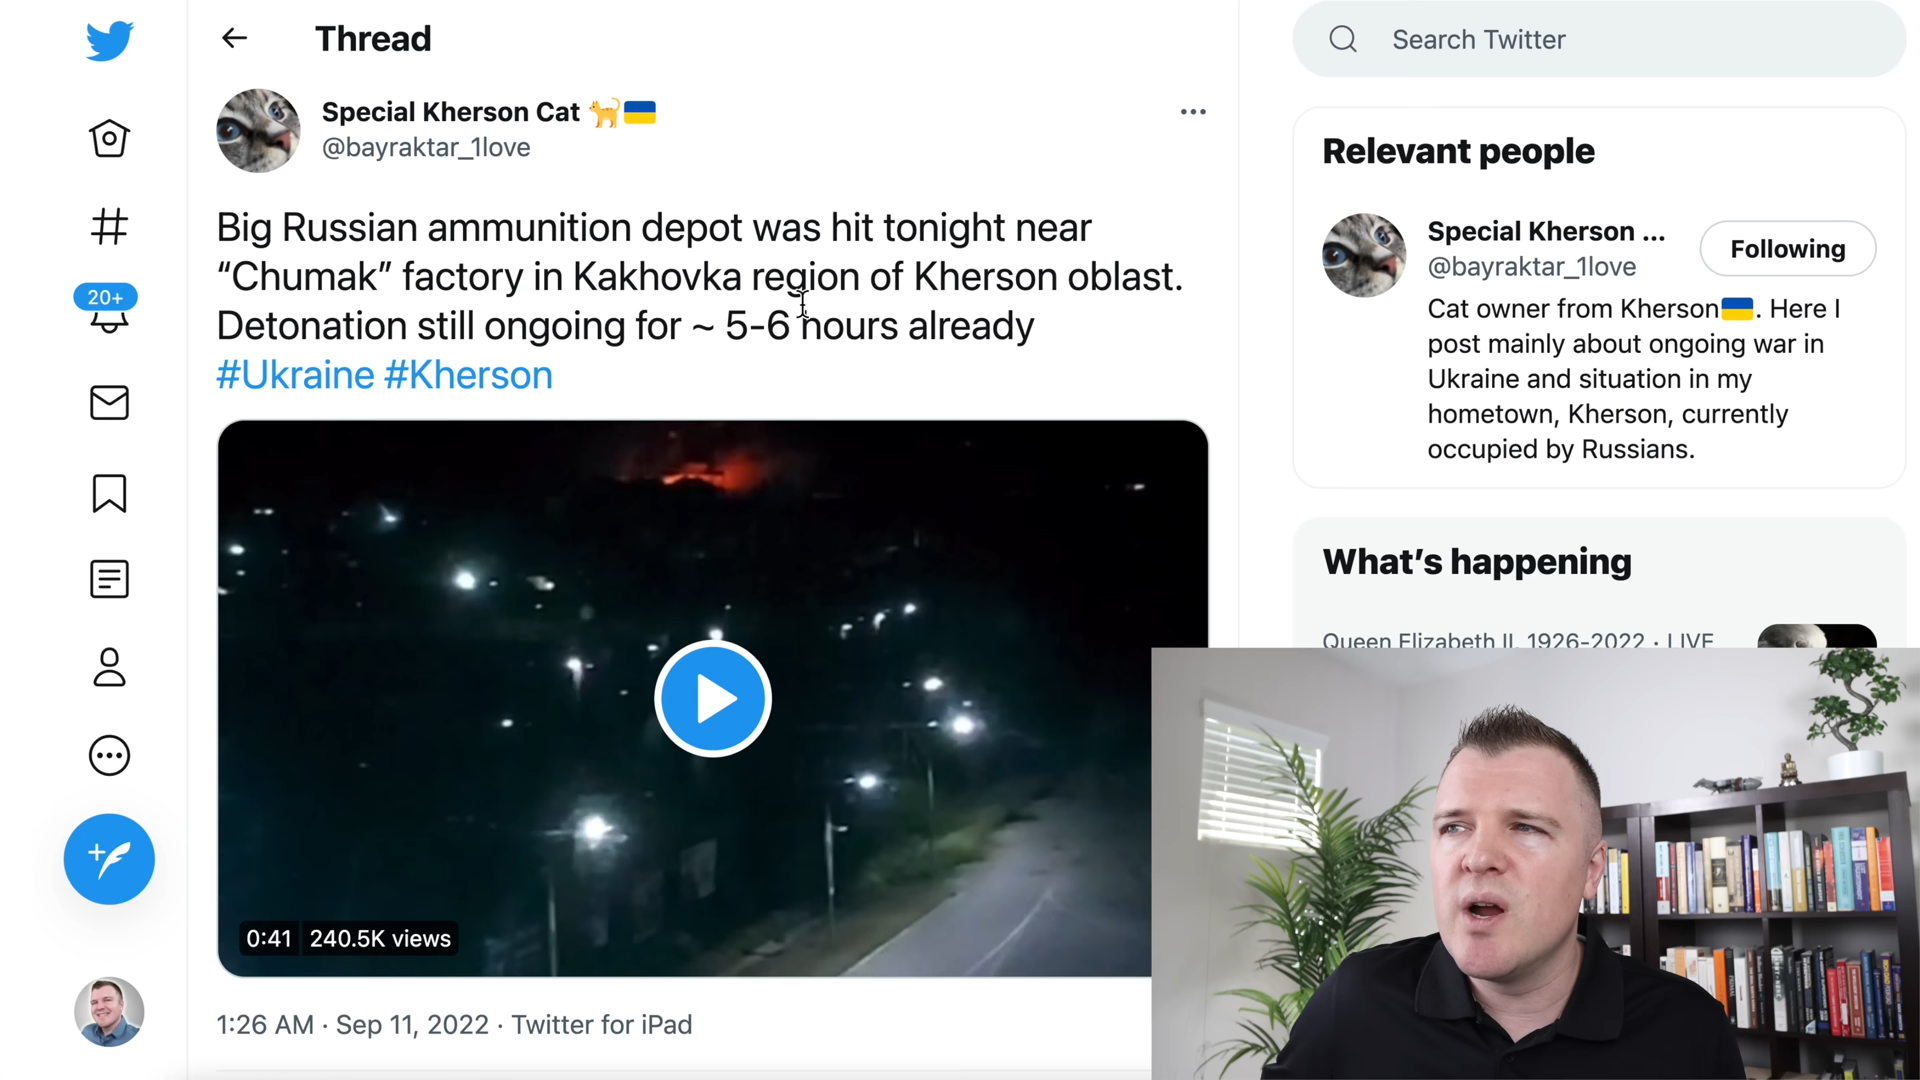 Thread
Search Twitter
Special Kherson Cat 🐈🇺🇦
@bayraktar_1love
Big Russian ammunition depot was hit tonight near
“Chumak” factory in Kakhovka region of Kherson oblast.
Detonation still ongoing for ~ 5-6 hours already
#Ukraine #Kherson
0:41 240.5K views
1:26 AM · Sep 11, 2022 · Twitter for iPad
20+
Relevant people
Special Kherson ...
@bayraktar_1love
Following
Cat owner from Kherson🇺🇦. Here I
post mainly about ongoing war in
Ukraine and situation in my
hometown, Kherson, currently
occupied by Russians.
What’s happening
Queen Elizabeth II, 1926-2022 · LIVE